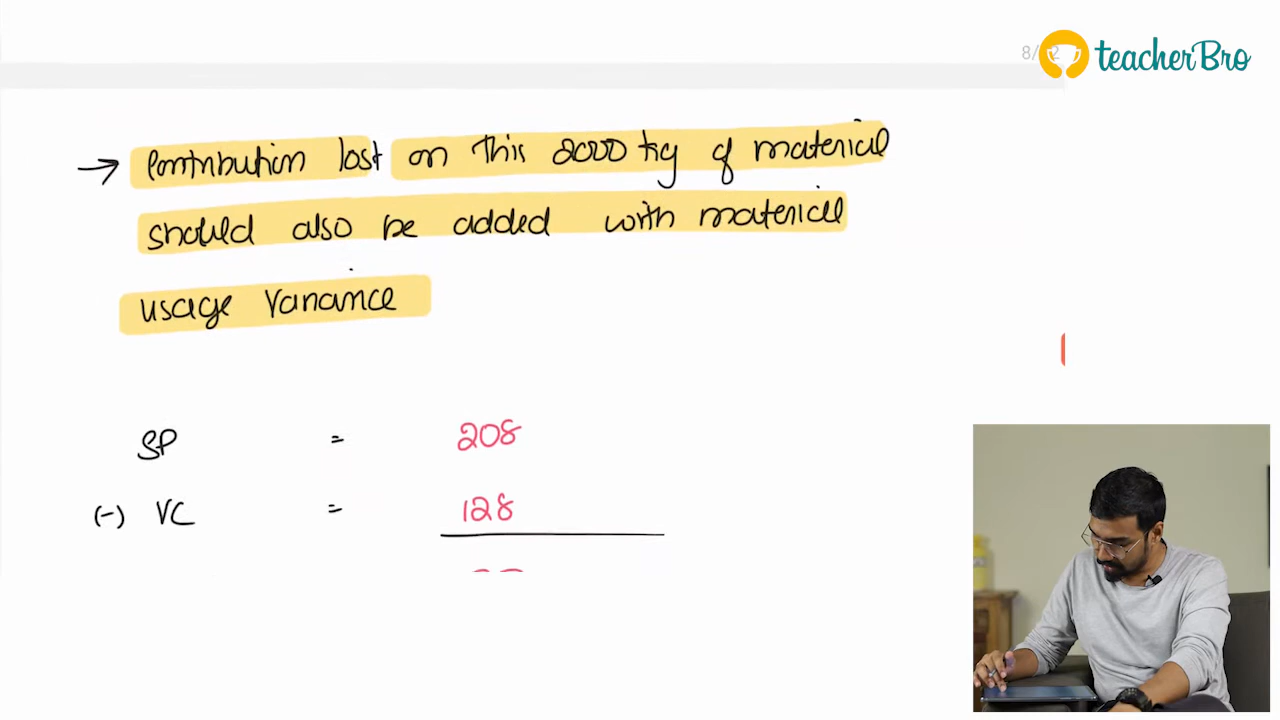 8/
teacherBro
→ Contribution lost on this 2000 kg of material
should also be added with material
usage variance
SP = 208
(-) VC = 128